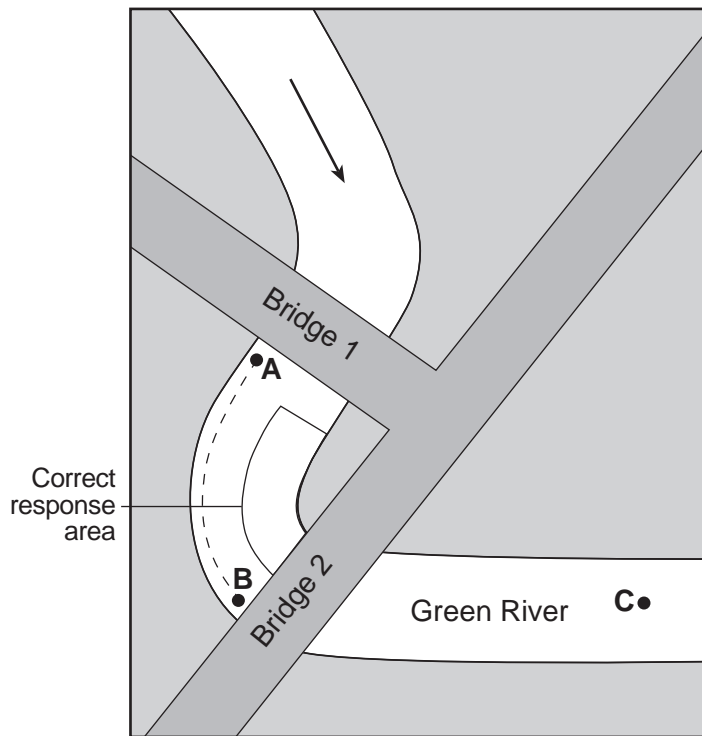 Bridge 1
A
Correct
response
area
B
Bridge 2
Green River
C